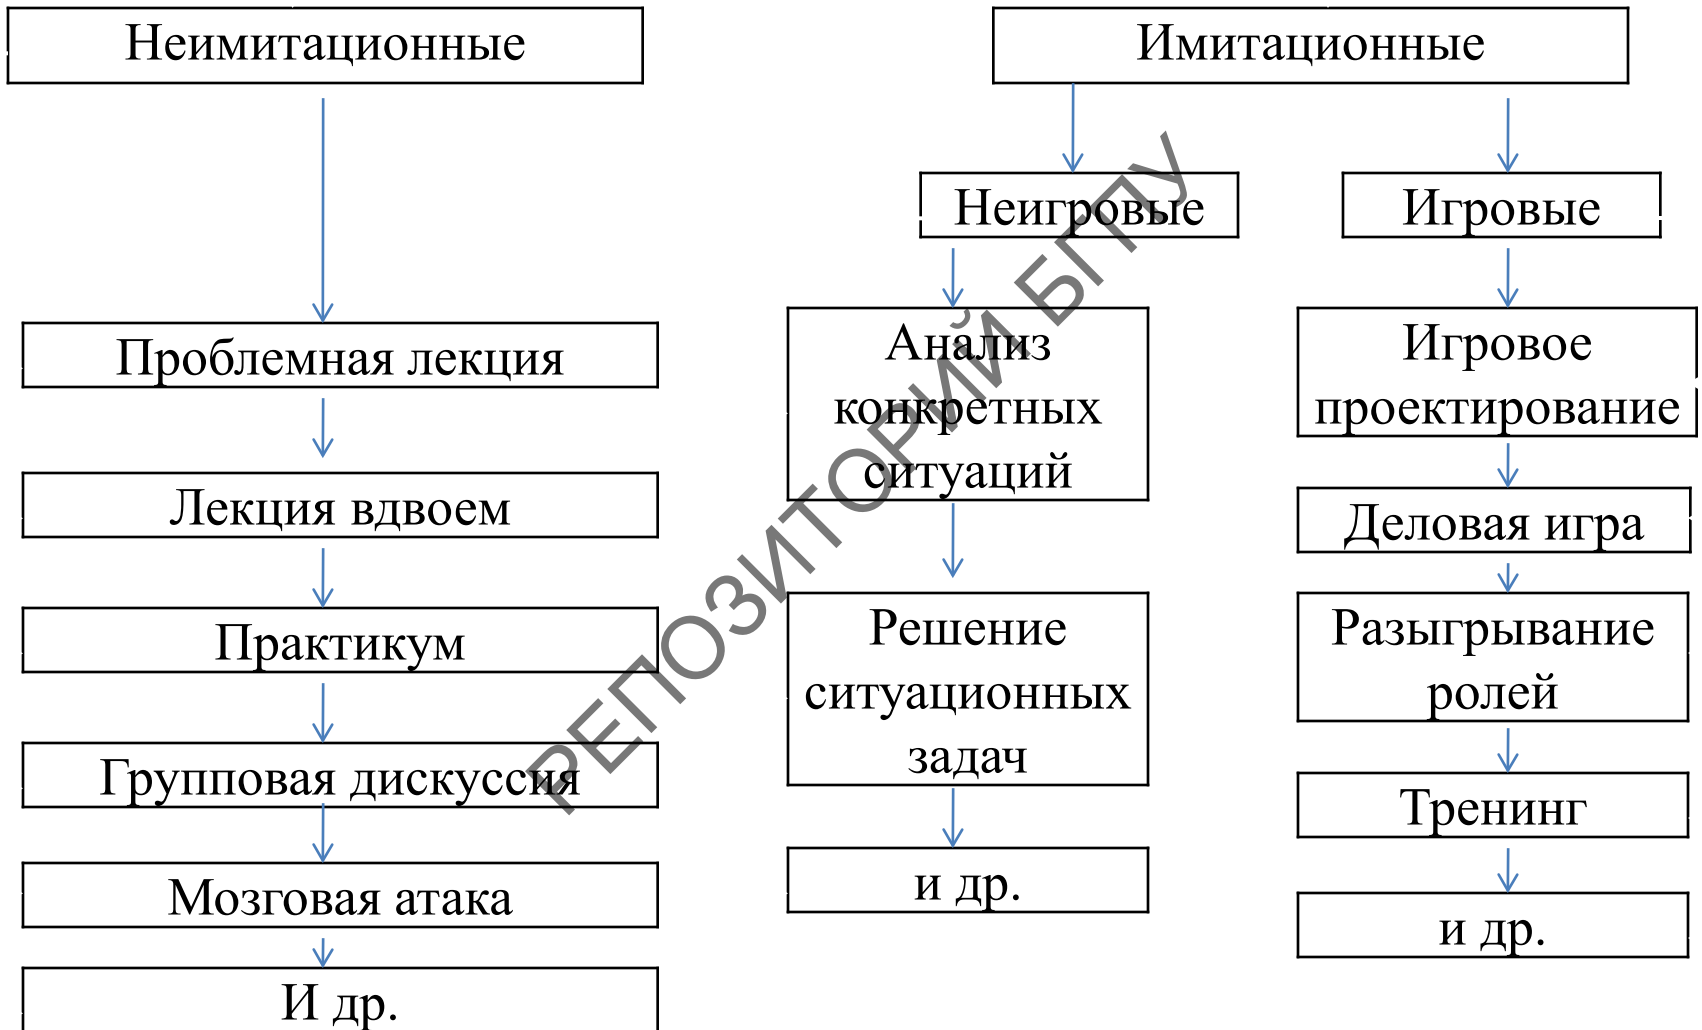 Неимитационные
Имитационные
Неигровые
Игровые
Проблемная лекция
Лекция вдвоем
Практикум
Групповая дискуссия
Мозговая атака
И др.
Анализ
конкретных
ситуаций
Решение
ситуационных
задач
и др.
Игровое
проектирование
Деловая игра
Разыгрывание
ролей
Тренинг
и др.
РЕПОЗИТОРИЙ БГПУ